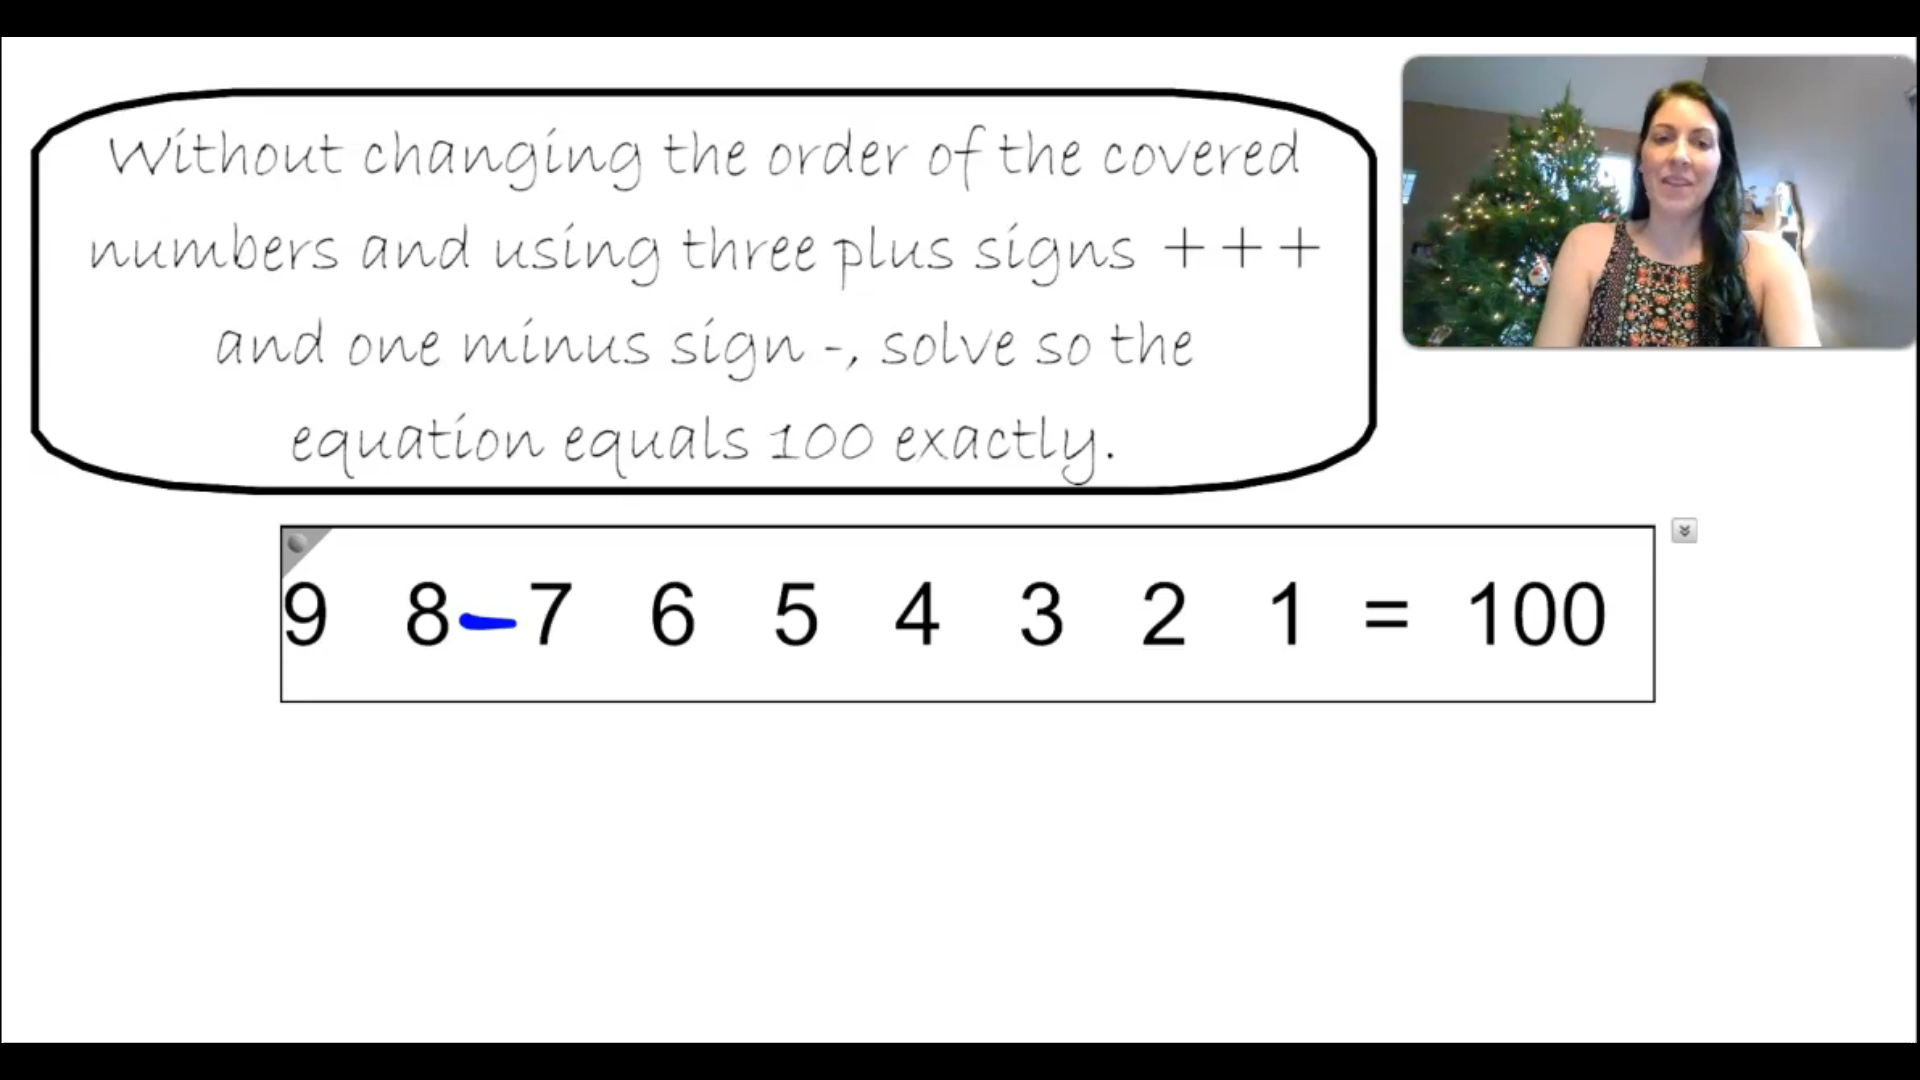 Without changing the order of the covered
numbers and using three plus signs +++
and one minus sign -, solve so the
equation equals 100 exactly.
9 8-7 6 5 4 3 2 1 = 100